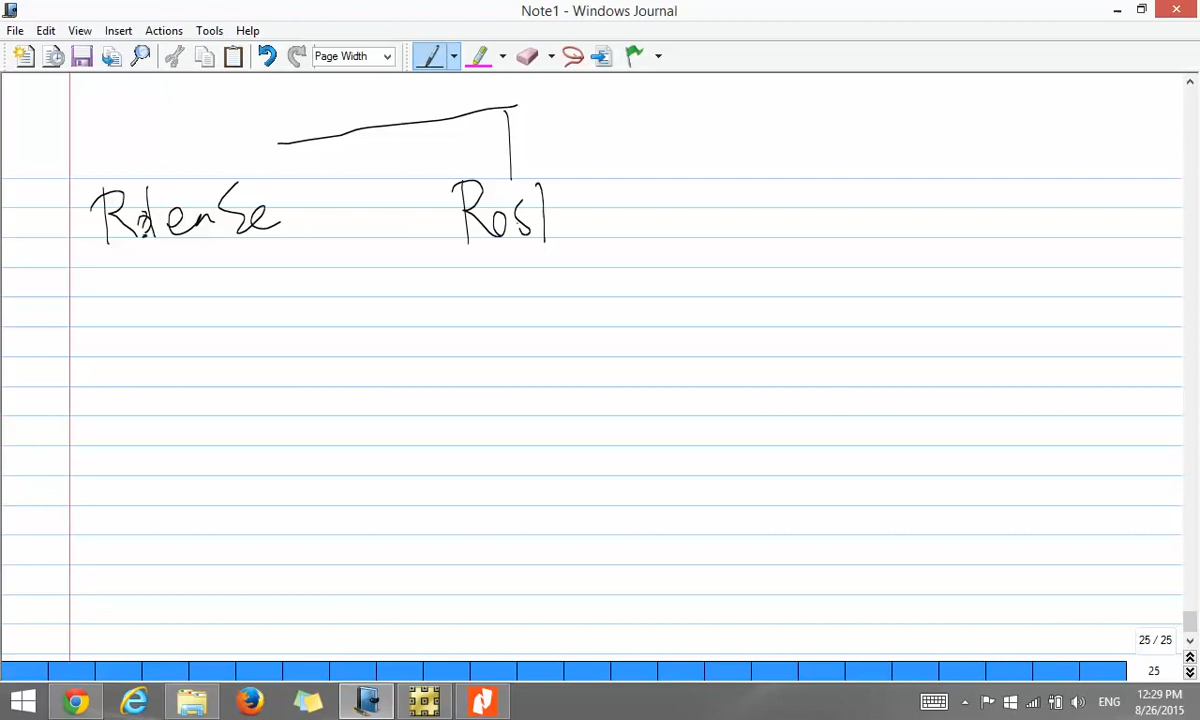 Note1 - Windows Journal
File Edit View Insert Actions Tools Help
Page Width
Rosl
25 / 25
25
ENG
12:29 PM
8/26/2015